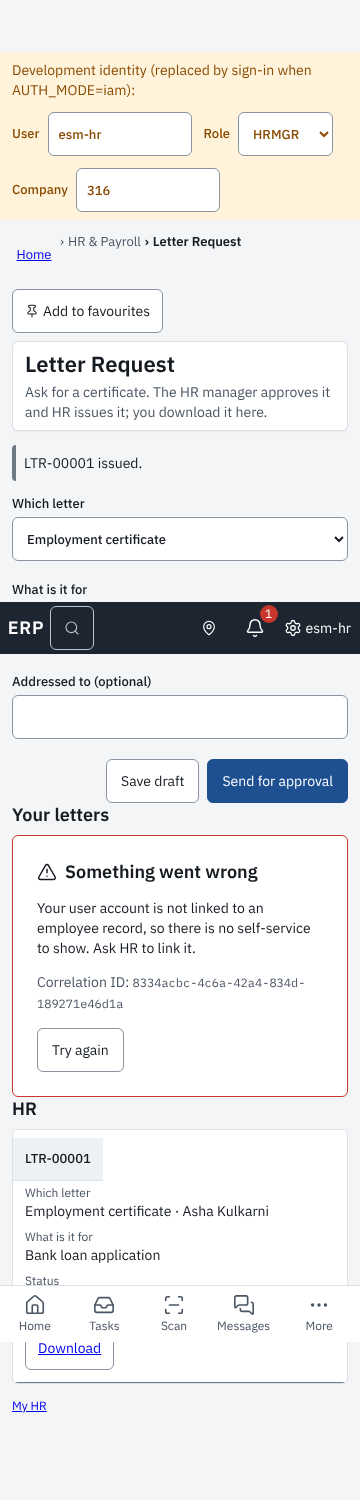 Development identity (replaced by sign-in when
AUTH_MODE=iam):
User esm-hr Role HRMGR
Company 316
› HR & Payroll › Letter Request
Home
Add to favourites
Letter Request
Ask for a certificate. The HR manager approves it
and HR issues it; you download it here.
LTR-00001 issued.
Which letter
Employment certificate
What is it for
ERP 1 esm-hr
Addressed to (optional)
Save draft Send for approval
Your letters
Something went wrong
Your user account is not linked to an
employee record, so there is no self-service
to show. Ask HR to link it.
Correlation ID: 8334acbc-4c6a-42a4-834d-
189271e46d1a
Try again
HR
LTR-00001
Which letter
Employment certificate · Asha Kulkarni
What is it for
Bank loan application
Status
Home Tasks Scan Messages More
Download
My HR